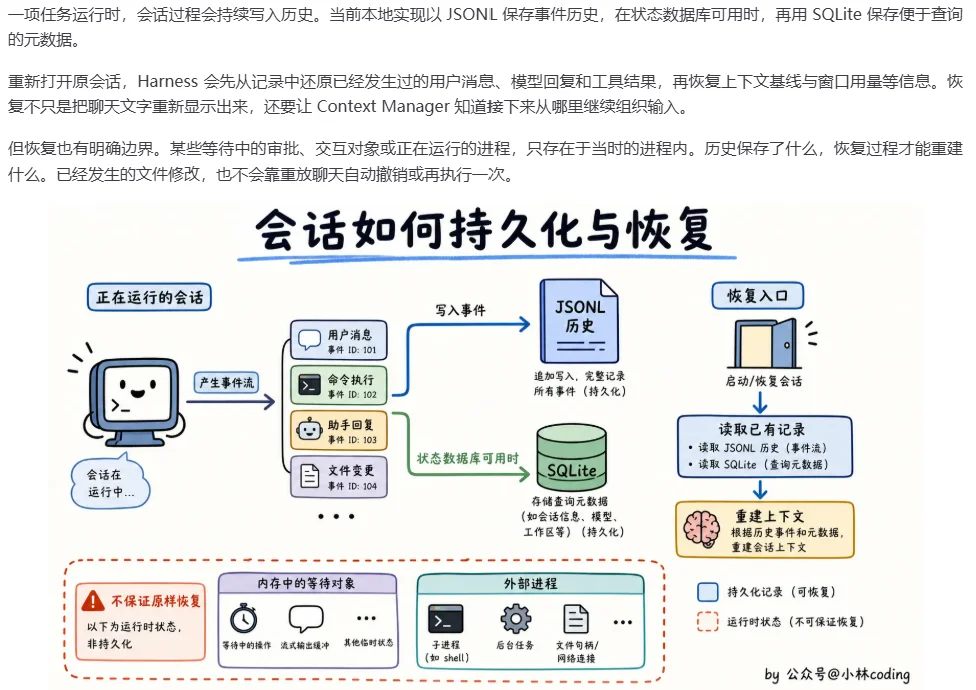 一项任务运行时，会话过程会持续写入历史。当前本地实现以 JSONL 保存事件历史，在状态数据库可用时，再用 SQLite 保存便于查询
的元数据。
重新打开原会话，Harness 会先从记录中还原已经发生过的用户消息、模型回复和工具结果，再恢复上下文基线与窗口用量等信息。恢
复不只是把聊天文字重新显示出来，还要让 Context Manager 知道接下来从哪里继续组织输入。
但恢复也有明确边界。某些等待中的审批、交互对象或正在运行的进程，只存在于当时的进程内。历史保存了什么，恢复过程才能重建
什么。已经发生的文件修改，也不会靠重放聊天自动撤销或再执行一次。
会话如何持久化与恢复
正在运行的会话
>_
会话在
运行中...
产生事件流
用户消息
事件 ID: 101
>_
命令执行
事件 ID: 102
助手回复
事件 ID: 103
文件变更
事件 ID: 104
• • •
写入事件
JSONL
历史
追加写入，完整记录
所有事件（持久化）
状态数据库可用时
SQLite
存储查询元数据
（如会话信息、模型、
工作区等）（持久化）
恢复入口
启动/恢复会话
读取已有记录
• 读取 JSONL 历史（事件流）
• 读取 SQLite（查询元数据）
重建上下文
根据历史事件和元数据，
重建会话上下文
! 不保证原样恢复
以下为运行时状态，
非持久化
内存中的等待对象
等待中的操作
流式输出缓冲
•••
其他临时状态
外部进程
>_
子进程
（如 shell）
后台任务
文件句柄/
网络连接
•••
持久化记录（可恢复）
运行时状态（不可保证恢复）
by 公众号@小林coding